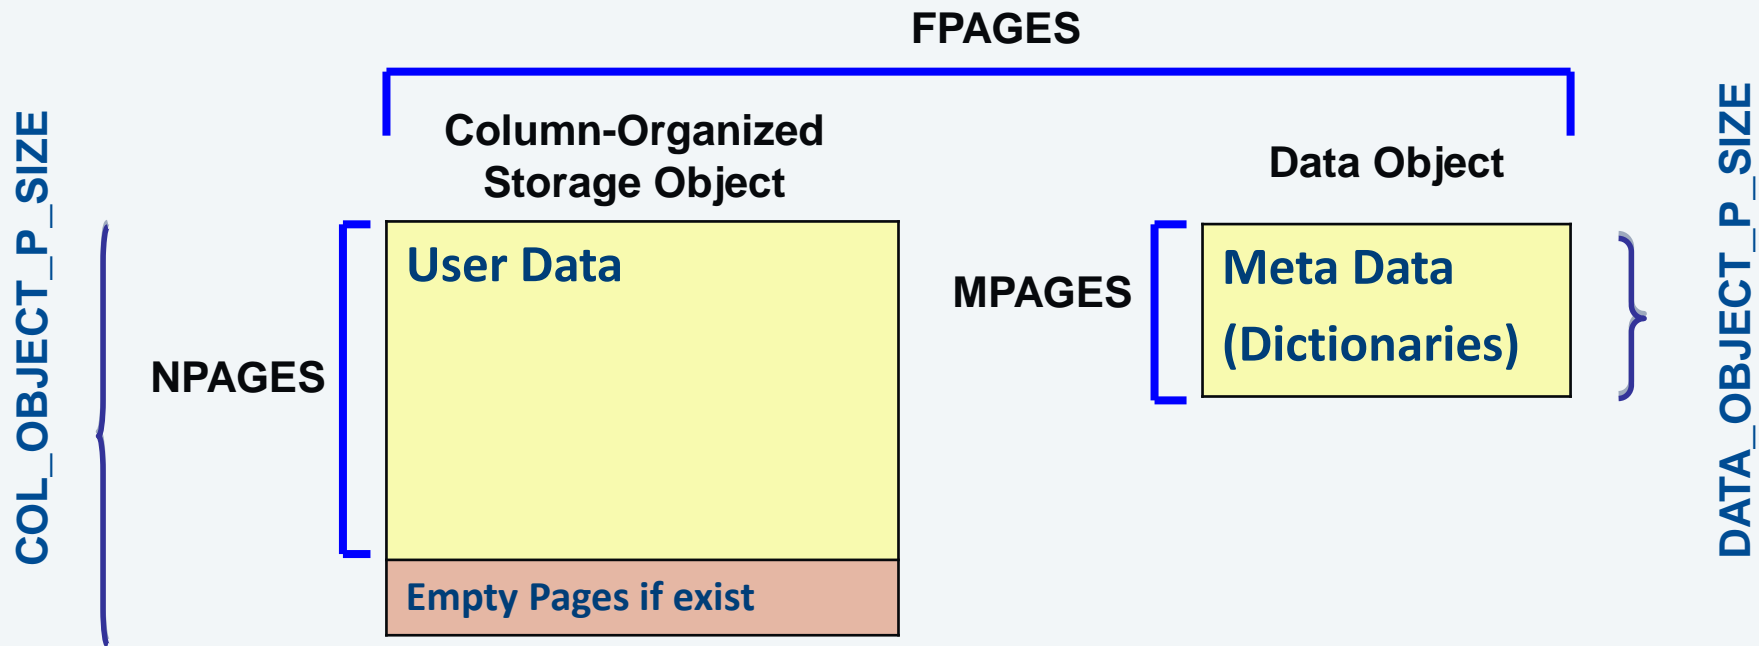 FPAGES
COL_OBJECT_P_SIZE
Column-Organized
Storage Object
Data Object
DATA_OBJECT_P_SIZE
User Data
NPAGES
MPAGES
Meta Data
(Dictionaries)
Empty Pages if exist